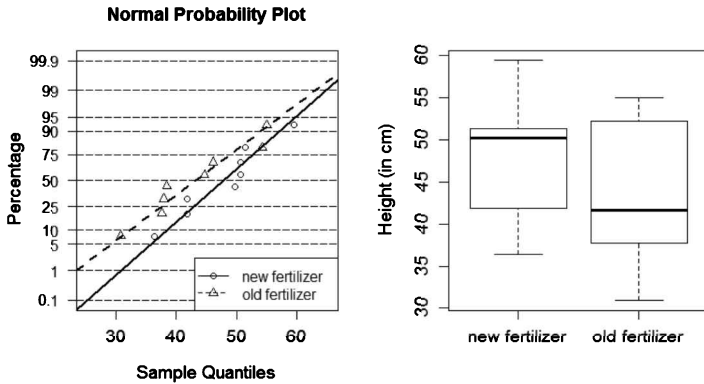 Normal Probability Plot
Percentage
99.9
99
95
90
75
50
25
10
5
1
0.1
new fertilizer
old fertilizer
30 40 50 60
Sample Quantiles
Height (in cm)
60
55
50
45
40
35
30
new fertilizer old fertilizer